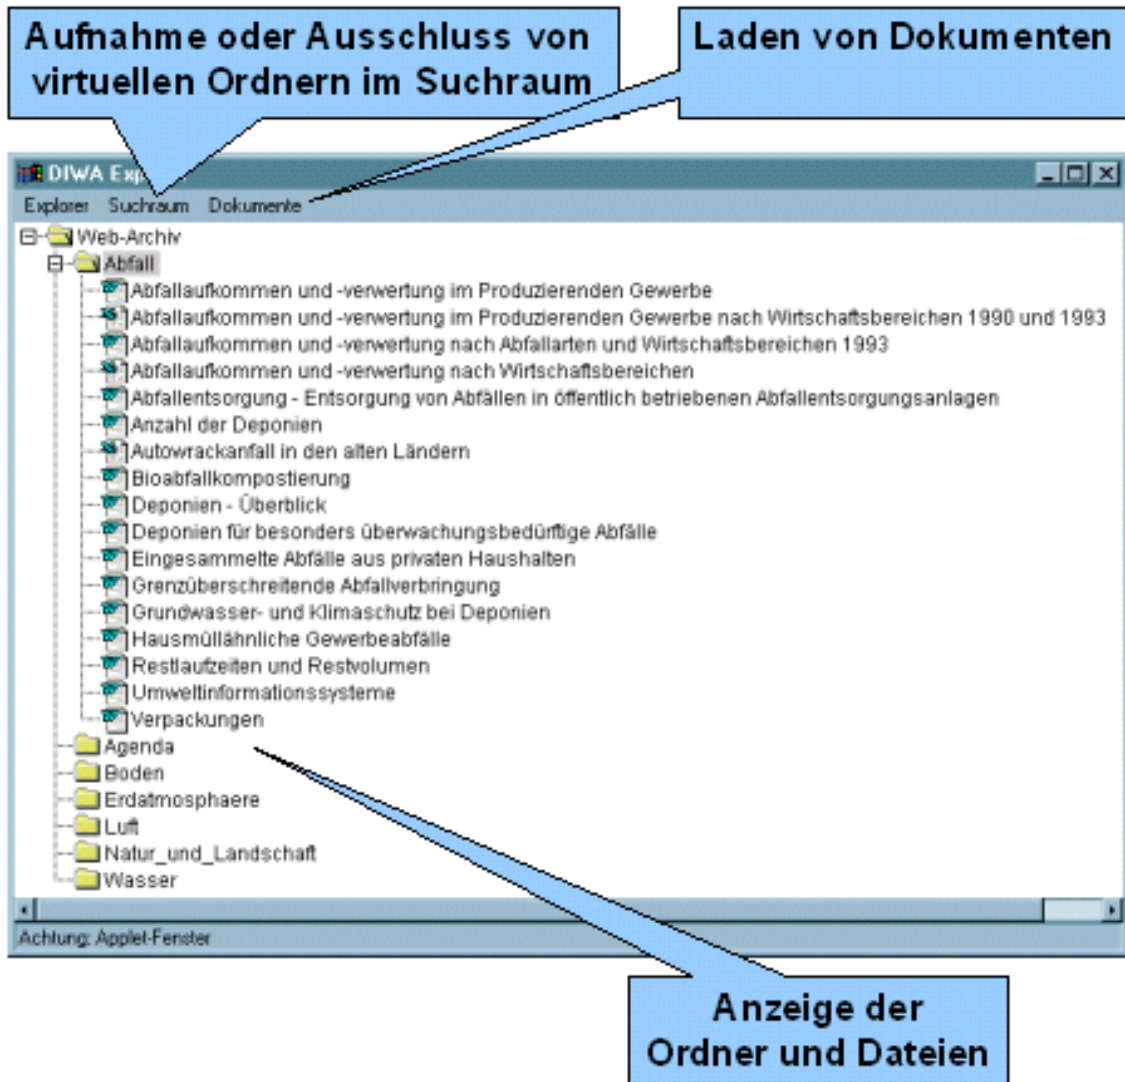 Aufnahme oder Ausschluss von
virtuellen Ordnern im Suchraum
Laden von Dokumenten
DIWA
Explorer Suchraum Dokumente
Web-Archiv
Abfall
Abfallaufkommen und -verwertung im Produzierenden Gewerbe
Abfallaufkommen und -verwertung im Produzierenden Gewerbe nach Wirtschaftsbereichen 1990 und 1993
Abfallaufkommen und -verwertung nach Abfallarten und Wirtschaftsbereichen 1993
Abfallaufkommen und -verwertung nach Wirtschaftsbereichen
Abfallentsorgung - Entsorgung von Abfällen in öffentlich betriebenen Abfallentsorgungsanlagen
Anzahl der Deponien
Autowrackanfall in den alten Ländern
Bioabfallkompostierung
Deponien - Überblick
Deponien für besonders überwachungsbedürftige Abfälle
Eingesammelte Abfälle aus privaten Haushalten
Grenzüberschreitende Abfallverbringung
Grundwasser- und Klimaschutz bei Deponien
Hausmüllähnliche Gewerbeabfälle
Restlaufzeiten und Restvolumen
Umweltinformationssysteme
Verpackungen
Agenda
Boden
Erdatmosphaere
Luft
Natur_und_Landschaft
Wasser
Achtung: Applet-Fenster
Anzeige der
Ordner und Dateien